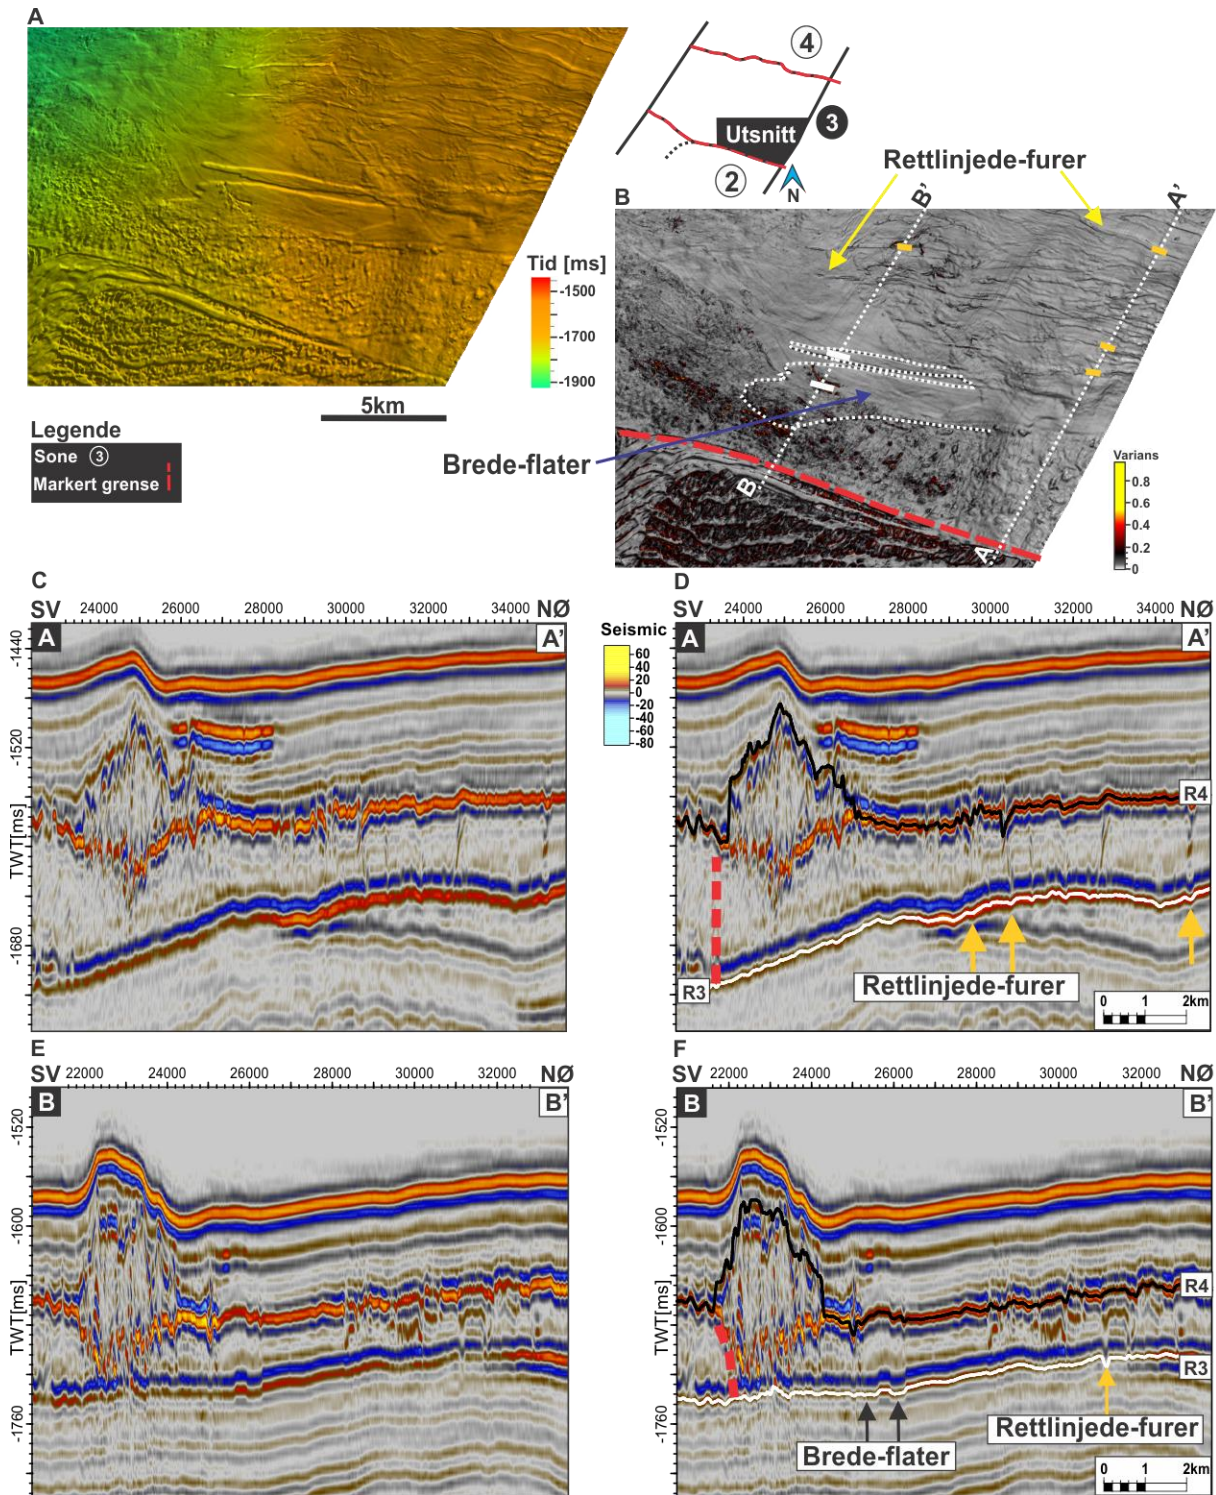 A
4
Utsnitt
3
2
N
Rettlinjede-furer
B
B'
A'
Tid [ms]
-1500
-1700
-1900
5km
Legende
Sone 3
Markert grense
Brede-flater
B
A
Varians
0.8
0.6
0.4
0.2
0
C
SV 24000 26000 28000 30000 32000 34000 NØ
A A'
-1440
-1520
TWT[ms]
-1680
Seismic
60
40
20
0
-20
-40
-60
-80
D
SV 24000 26000 28000 30000 32000 34000 NØ
A A'
-1440
-1520
TWT[ms]
-1680
R4
R3
Rettlinjede-furer
0 1 2km
E
SV 22000 24000 26000 28000 30000 32000 NØ
B B'
-1520
-1600
TWT[ms]
-1760
F
SV 22000 24000 26000 28000 30000 32000 NØ
B B'
-1520
-1600
TWT[ms]
-1760
R4
R3
Rettlinjede-furer
Brede-flater
0 1 2km